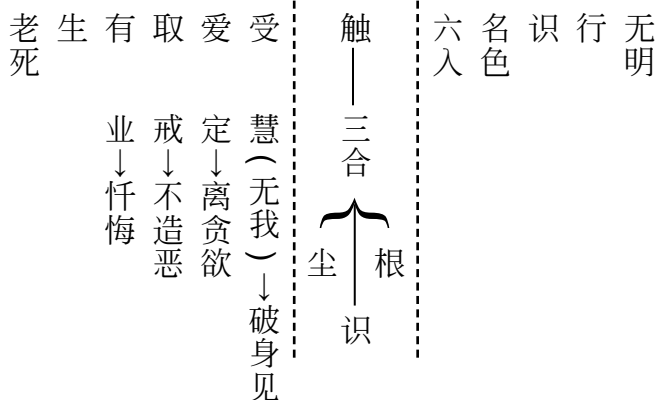 无明
行
识
名色
六入
触
三合
根
尘
识
受
慧(无我)→破身见
爱
定→离贪欲
取
戒→不造恶
有
业→忏悔
生
老死